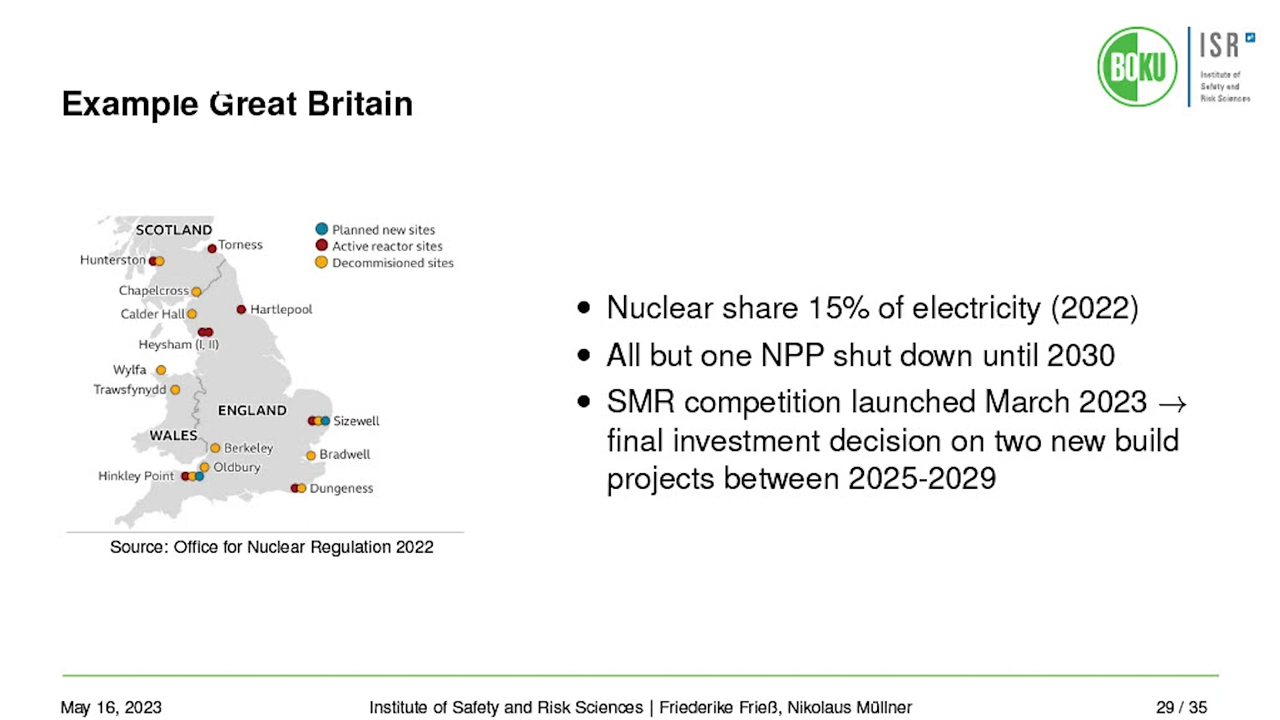 BOKU
ISR
Institute of
Safety and
Risk Sciences
Example Great Britain
SCOTLAND
Torness
Hunterston
Chapelcross
Calder Hall
Hartlepool
Heysham (I, II)
Wylfa
Trawsfynydd
ENGLAND
Sizewell
WALES
Berkeley
Bradwell
Oldbury
Hinkley Point
Dungeness
Planned new sites
Active reactor sites
Decommisioned sites
Source: Office for Nuclear Regulation 2022
• Nuclear share 15% of electricity (2022)
• All but one NPP shut down until 2030
• SMR competition launched March 2023 →
final investment decision on two new build
projects between 2025-2029
May 16, 2023
Institute of Safety and Risk Sciences | Friederike Frieß, Nikolaus Müllner
29 / 35